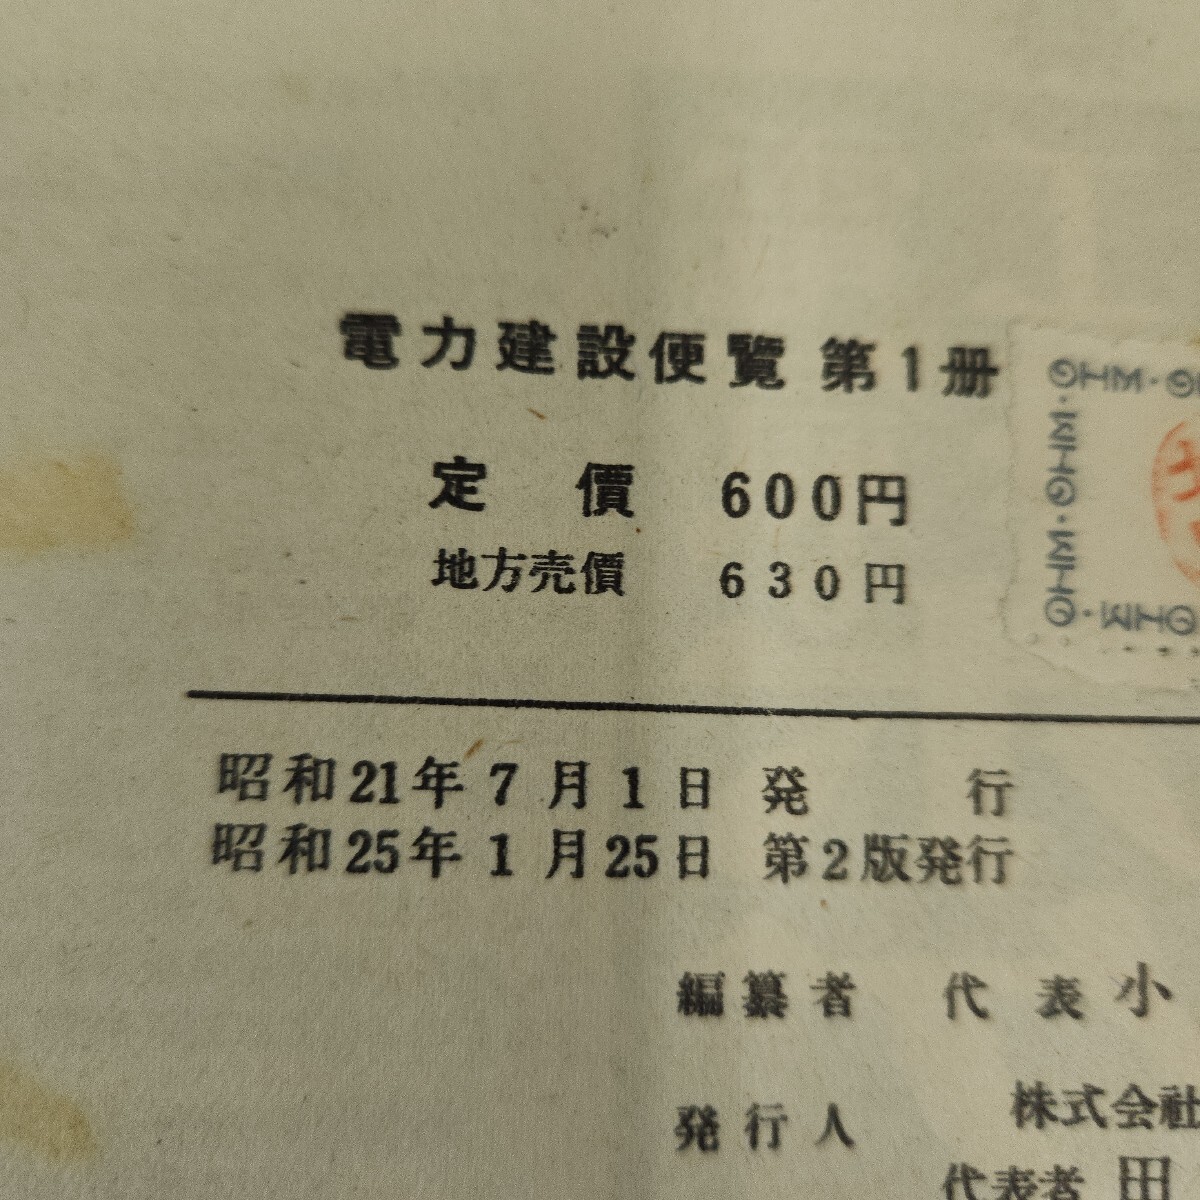 電力建設便覧 第1冊
定 價 600円
地方売價 630円
昭和21年7月1日 発 行
昭和25年1月25日 第2版発行
編纂者 代表 小
発行人 株式会社
代表者 田